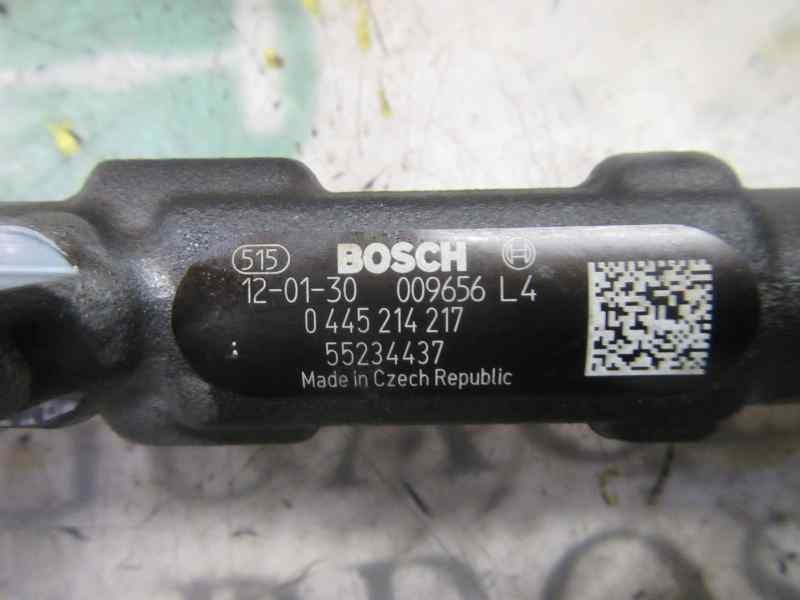 515 BOSCH
12-01-30 009656 L4
0 445 214 217
55234437
Made in Czech Republic